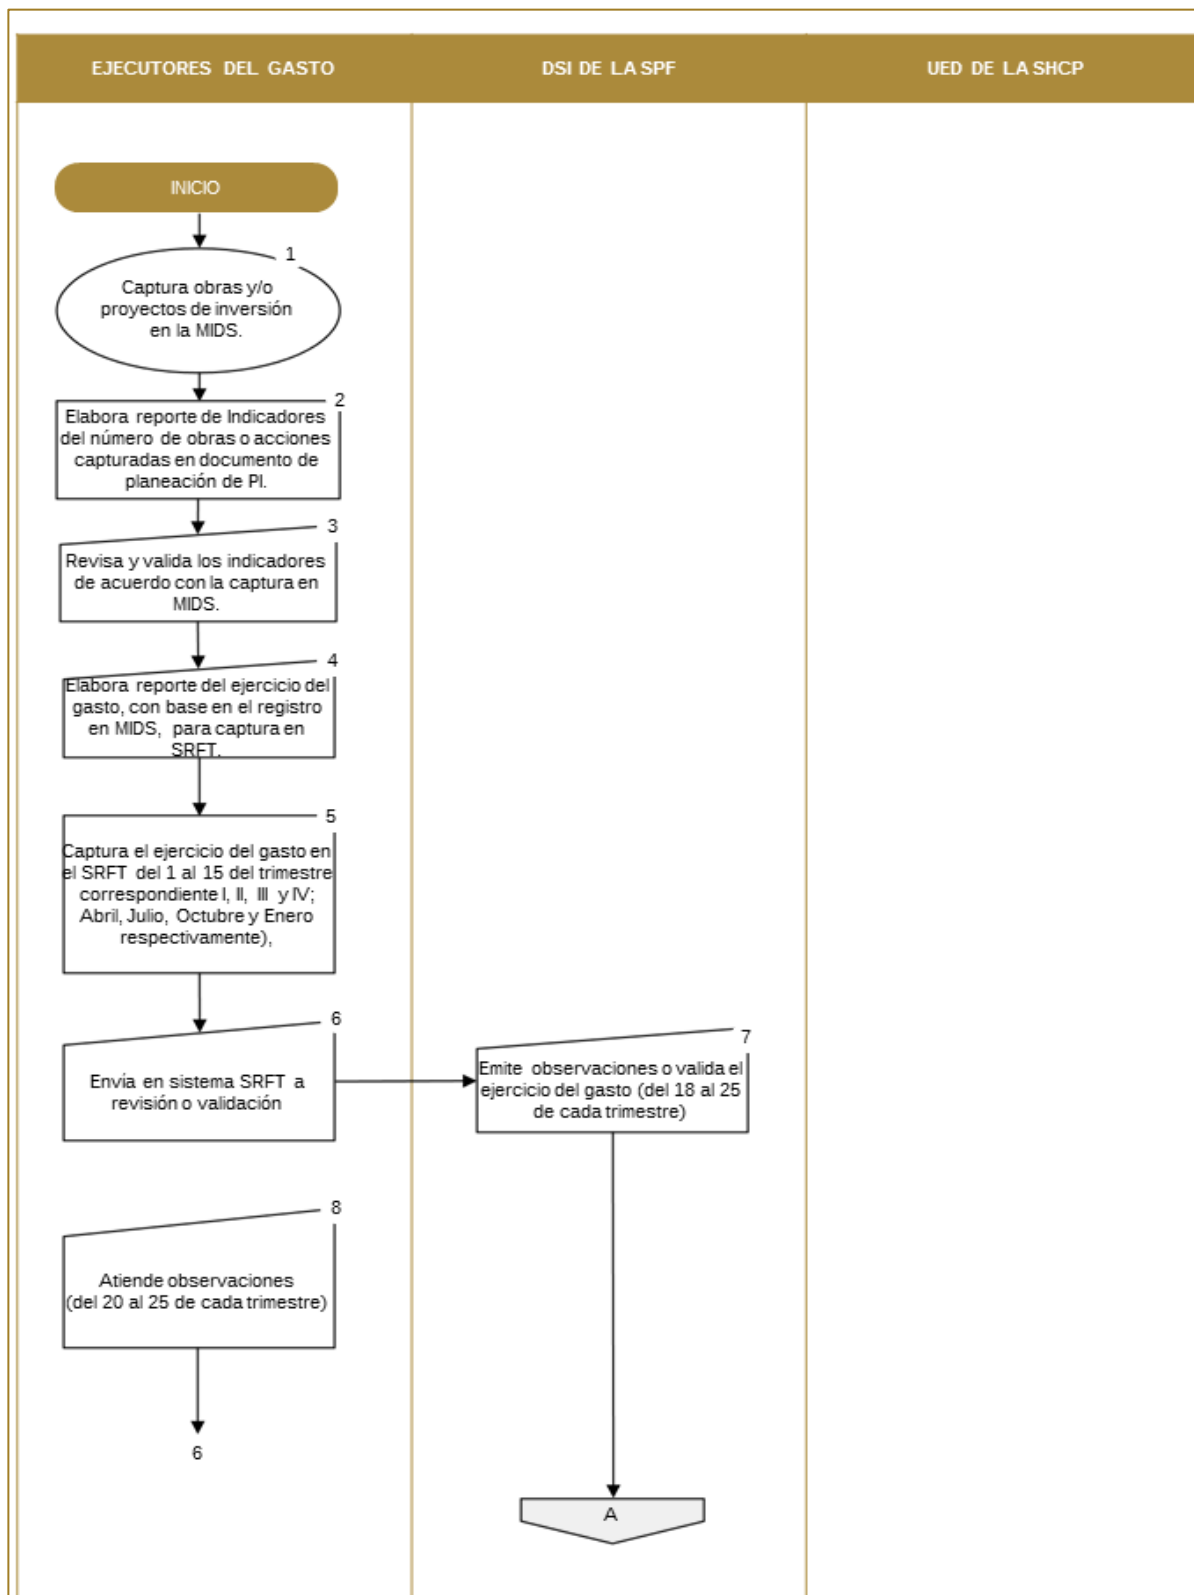 EJECUTORES DEL GASTO
DSI DE LA SPF
UED DE LA SHCP
INICIO
1
Captura obras y/o
proyectos de inversión
en la MIDS.
2
Elabora reporte de Indicadores
del número de obras o acciones
capturadas en documento de
planeación de PI.
3
Revisa y valida los indicadores
de acuerdo con la captura en
MIDS.
4
Elabora reporte del ejercicio del
gasto, con base en el registro
en MIDS, para captura en
SRFT.
5
Captura el ejercicio del gasto en
el SRFT del 1 al 15 del trimestre
correspondiente I, II, III y IV;
Abril, Julio, Octubre y Enero
respectivamente),
6
Envía en sistema SRFT a
revisión o validación
7
Emite observaciones o valida el
ejercicio del gasto (del 18 al 25
de cada trimestre)
8
Atiende observaciones
(del 20 al 25 de cada trimestre)
6
A